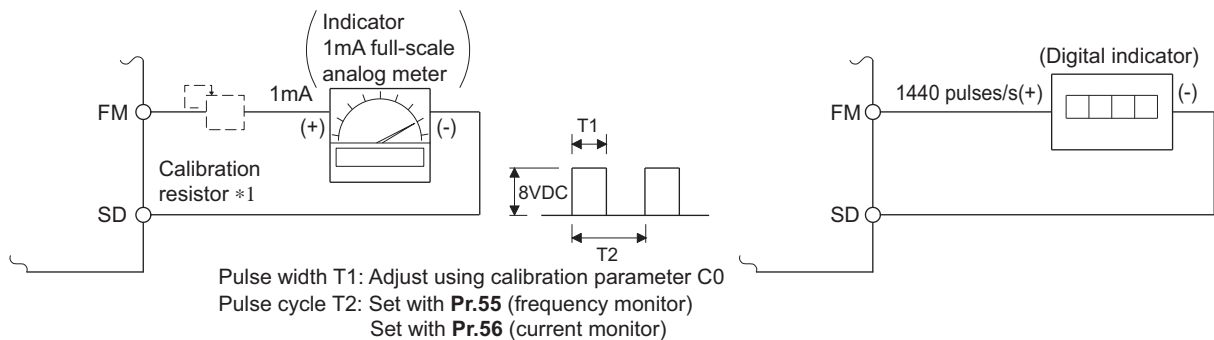 Indicator
1mA full-scale
analog meter
(Digital indicator)
FM
1mA
(+)
(-)
Calibration
resistor *1
SD
T1
8VDC
T2
FM
1440 pulses/s(+)
(-)
SD
Pulse width T1: Adjust using calibration parameter C0
Pulse cycle T2: Set with Pr.55 (frequency monitor)
Set with Pr.56 (current monitor)